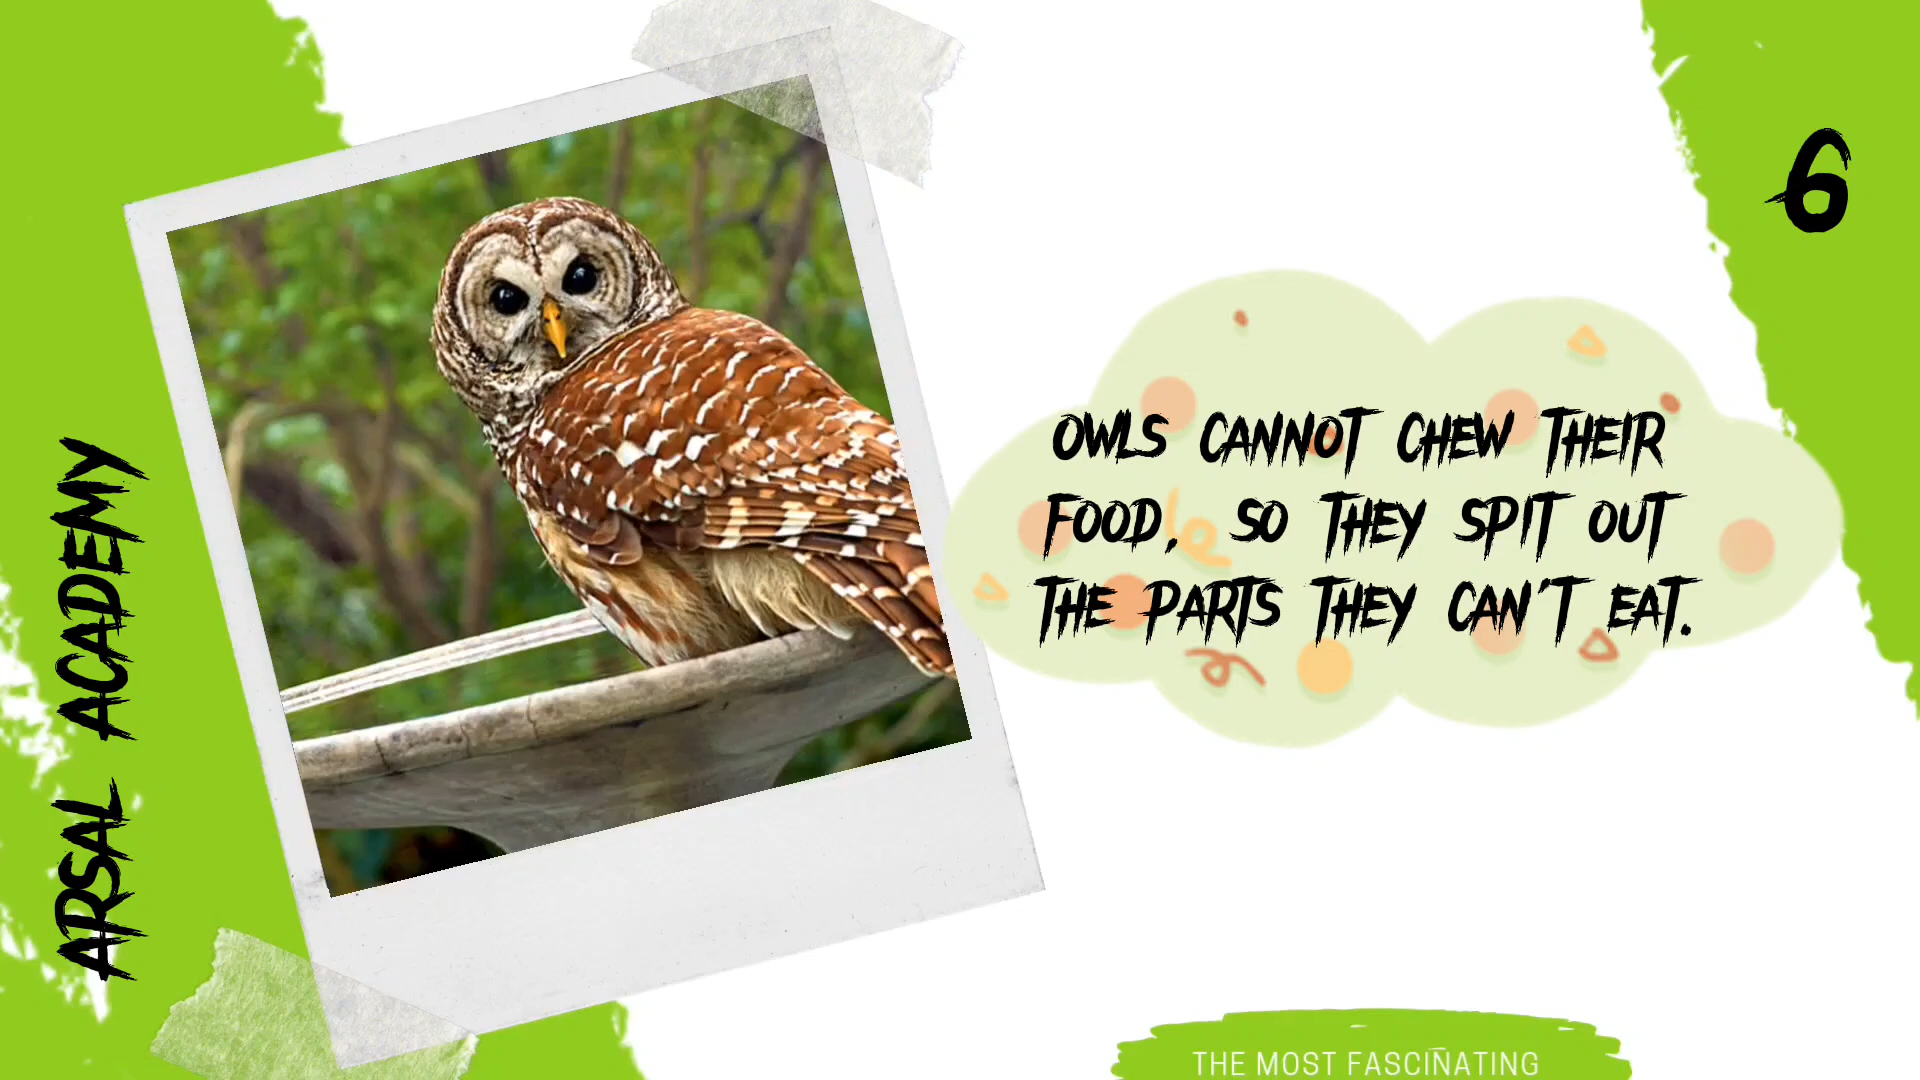 ARSAL ACADEMY
6
OWLS CANNOT CHEW THEIR
FOOD, SO THEY SPIT OUT
THE PARTS THEY CAN'T EAT.
THE MOST FASCINATING